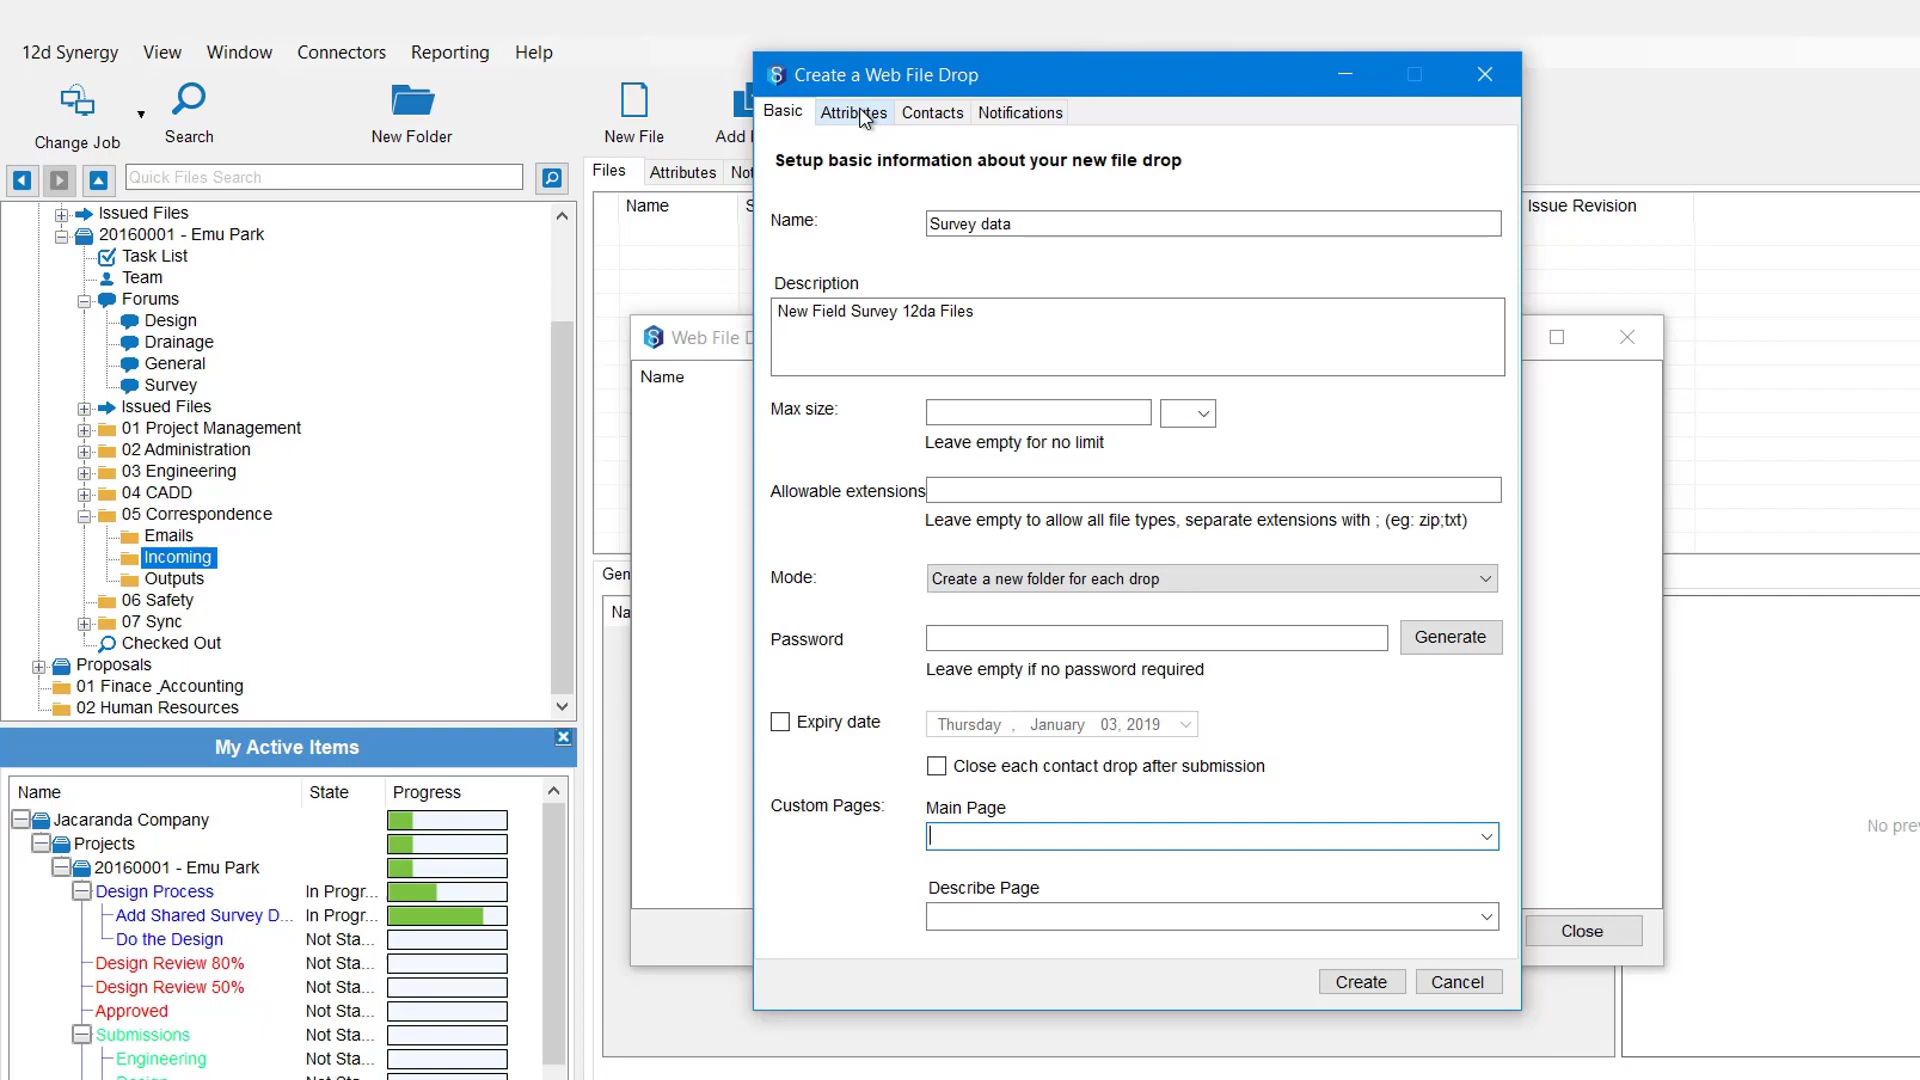 12d Synergy View Window Connectors Reporting Help
Change Job Search New Folder New File Add
Quick Files Search
Issued Files
20160001 - Emu Park
Task List
Team
Forums
Design
Drainage
General
Survey
Issued Files
01 Project Management
02 Administration
03 Engineering
04 CADD
05 Correspondence
Emails
Incoming
Outputs
06 Safety
07 Sync
Checked Out
Proposals
01 Finace _Accounting
02 Human Resources
My Active Items
Name State Progress
Jacaranda Company
Projects
20160001 - Emu Park
Design Process In Progr...
Add Shared Survey D... In Progr...
Do the Design Not Sta...
Design Review 80% Not Sta...
Design Review 50% Not Sta...
Approved Not Sta...
Submissions Not Sta...
Engineering Not Sta...
Files Attributes Not
Name S
Issue Revision
Gen
Na
No prev
Web File D
Name
Close
Create a Web File Drop
Basic Attributes Contacts Notifications
Setup basic information about your new file drop
Name: Survey data
Description
New Field Survey 12da Files
Max size:
Leave empty for no limit
Allowable extensions
Leave empty to allow all file types, separate extensions with ; (eg: zip;txt)
Mode: Create a new folder for each drop
Password Generate
Leave empty if no password required
Expiry date Thursday , January 03, 2019
Close each contact drop after submission
Custom Pages: Main Page
Describe Page
Create Cancel